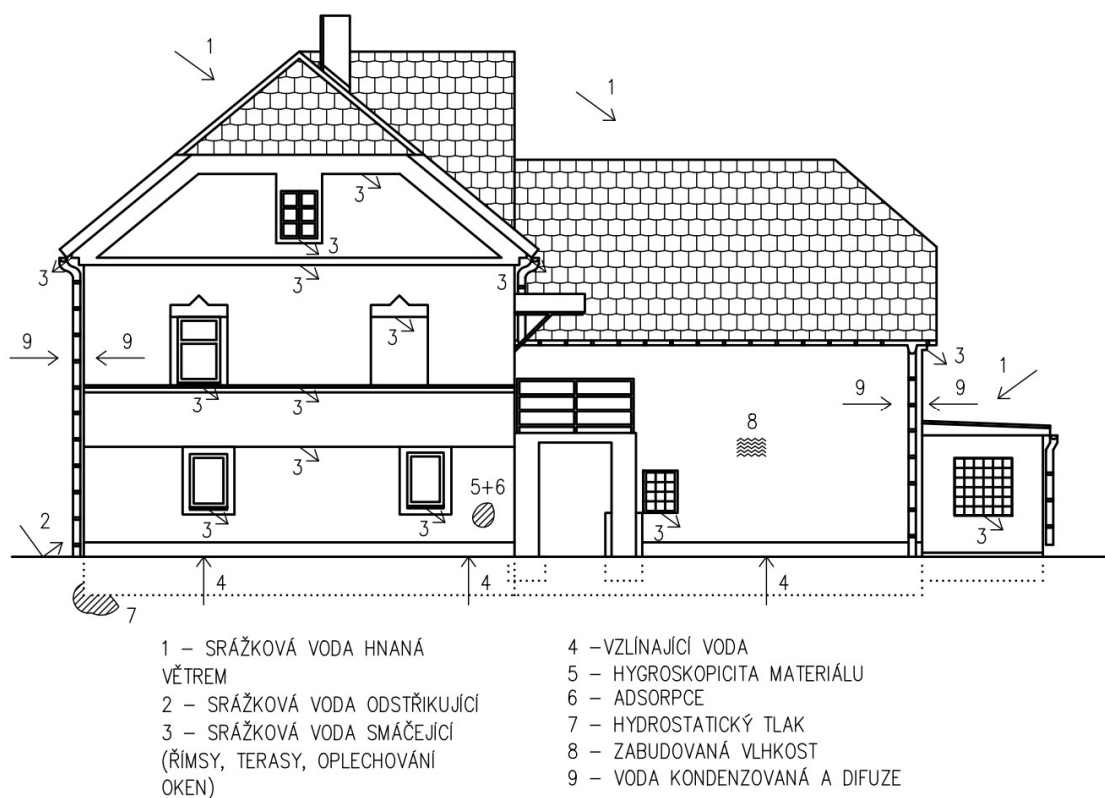 1
1
3
3
3
3
3
3
3
9
9
9
9
1
3
3
8
3
5+6
2
3
3
3
3
4
4
4
7
1 – SRÁŽKOVÁ VODA HNANÁ
VĚTREM
2 – SRÁŽKOVÁ VODA ODSTŘIKUJÍCÍ
3 – SRÁŽKOVÁ VODA SMÁČEJÍCÍ
(ŘÍMSY, TERASY, OPLECHOVÁNÍ
OKEN)
4 –VZLÍNAJÍCÍ VODA
5 – HYGROSKOPICITA MATERIÁLU
6 – ADSORPCE
7 – HYDROSTATICKÝ TLAK
8 – ZABUDOVANÁ VLHKOST
9 – VODA KONDENZOVANÁ A DIFUZE